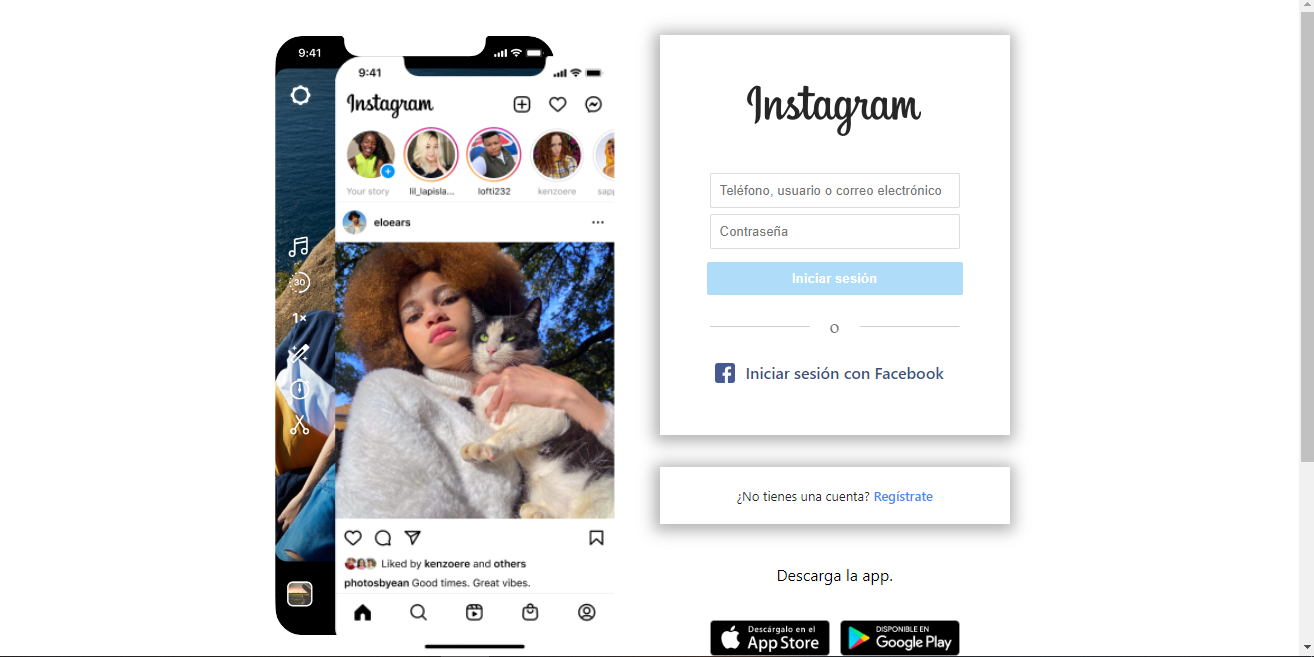 9:41
9:41
Instagram
Your story
lil_lapisla...
lofti232
kenzoere
sapp
eloears
30
1×
Liked by kenzoere and others
photosbyean Good times. Great vibes.
Instagram
Teléfono, usuario o correo electrónico
Contraseña
Iniciar sesión
O
Iniciar sesión con Facebook
¿No tienes una cuenta? Regístrate
Descarga la app.
Descárgalo en el
App Store
DISPONIBLE EN
Google Play